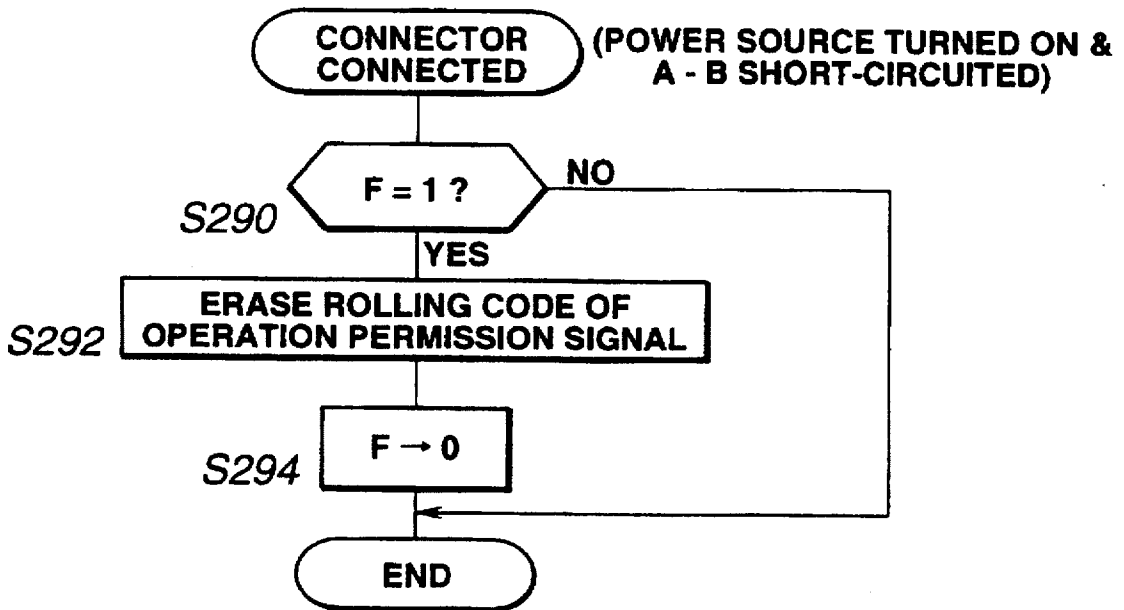 CONNECTOR
CONNECTED
(POWER SOURCE TURNED ON &
A - B SHORT-CIRCUITED)
F = 1 ?
NO
S290
YES
ERASE ROLLING CODE OF
OPERATION PERMISSION SIGNAL
S292
F → 0
S294
END